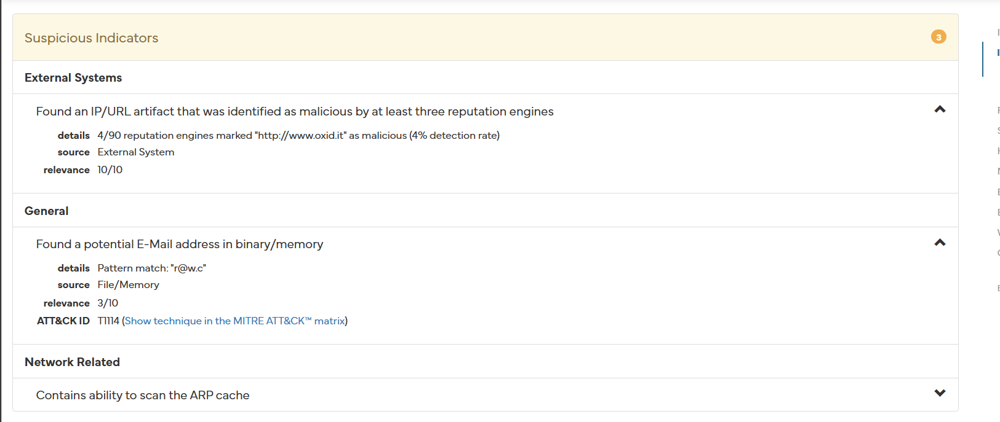 Suspicious Indicators
3
External Systems
Found an IP/URL artifact that was identified as malicious by at least three reputation engines
details 4/90 reputation engines marked "http://www.oxid.it" as malicious (4% detection rate)
source External System
relevance 10/10
General
Found a potential E-Mail address in binary/memory
details Pattern match: "r@w.c"
source File/Memory
relevance 3/10
ATT&CK ID T1114 (Show technique in the MITRE ATT&CK™ matrix)
Network Related
Contains ability to scan the ARP cache